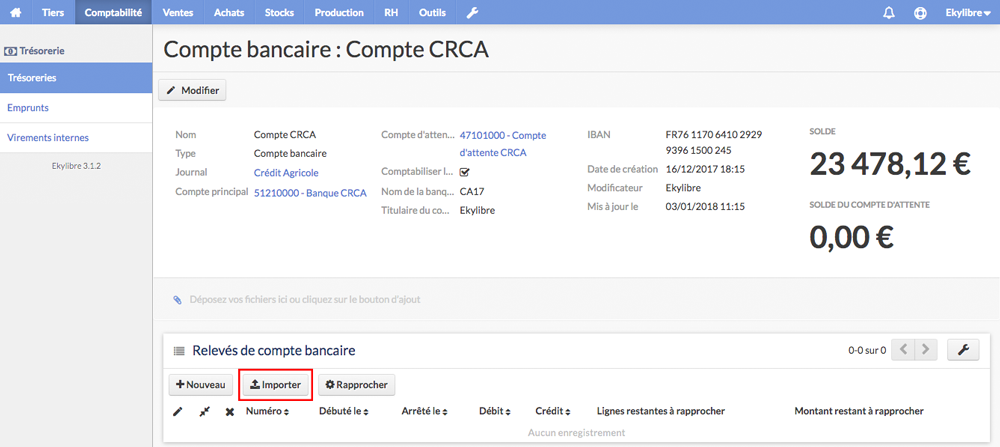 Tiers Comptabilité Ventes Achats Stocks Production RH Outils Ekylibre
Trésorerie
Trésoreries
Emprunts
Virements internes
Ekylibre 3.1.2
Compte bancaire : Compte CRCA
Modifier
Nom Compte CRCA
Type Compte bancaire
Journal Crédit Agricole
Compte principal 51210000 - Banque CRCA
Compte d'atten... 47101000 - Compte
d'attente CRCA
Comptabiliser l...
Nom de la banq... CA17
Titulaire du co... Ekylibre
IBAN FR76 1170 6410 2929
9396 1500 245
Date de création 16/12/2017 18:15
Modificateur Ekylibre
Mis à jour le 03/01/2018 11:15
SOLDE
23 478,12 €
SOLDE DU COMPTE D'ATTENTE
0,00 €
Déposez vos fichiers ici ou cliquez sur le bouton d'ajout
Relevés de compte bancaire 0-0 sur 0
Nouveau Importer Rapprocher
Numéro Débuté le Arrêté le Débit Crédit Lignes restantes à rapprocher Montant restant à rapprocher
Aucun enregistrement